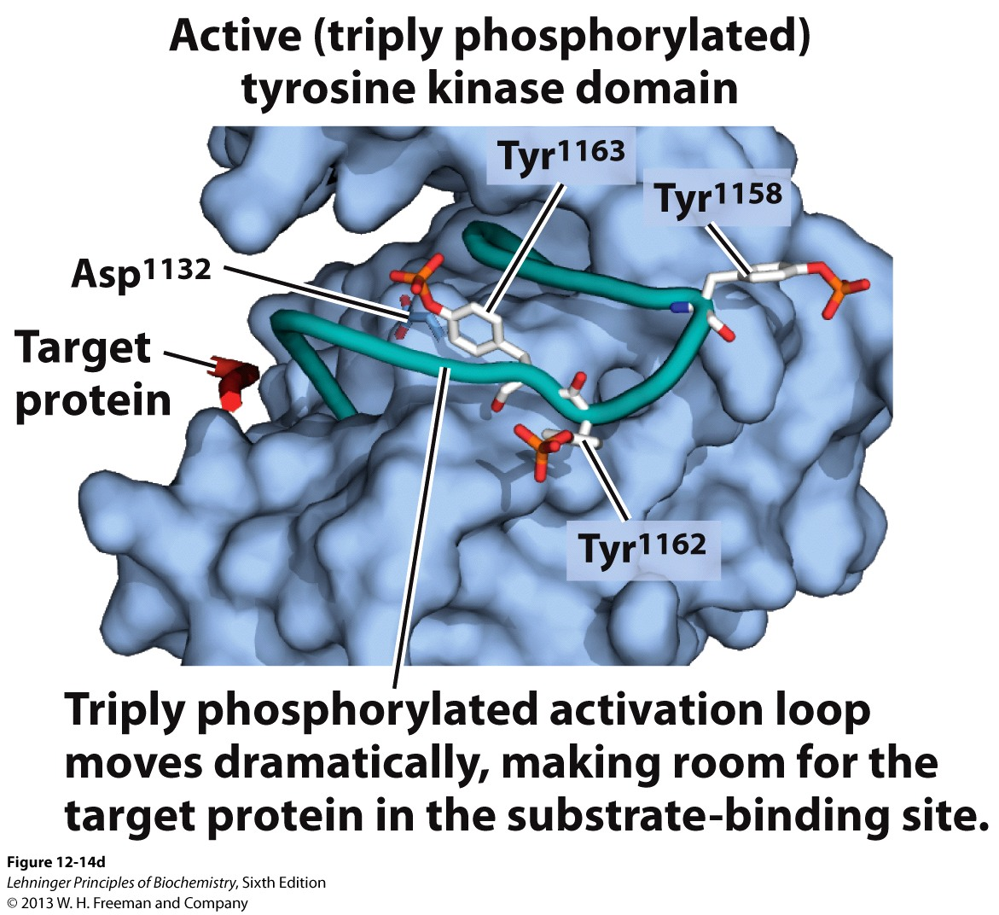 Active (triply phosphorylated)
tyrosine kinase domain
Tyr1163
Tyr1158
Asp1132
Target
protein
Tyr1162
Triply phosphorylated activation loop
moves dramatically, making room for the
target protein in the substrate-binding site.
Figure 12-14d
Lehninger Principles of Biochemistry, Sixth Edition
© 2013 W. H. Freeman and Company